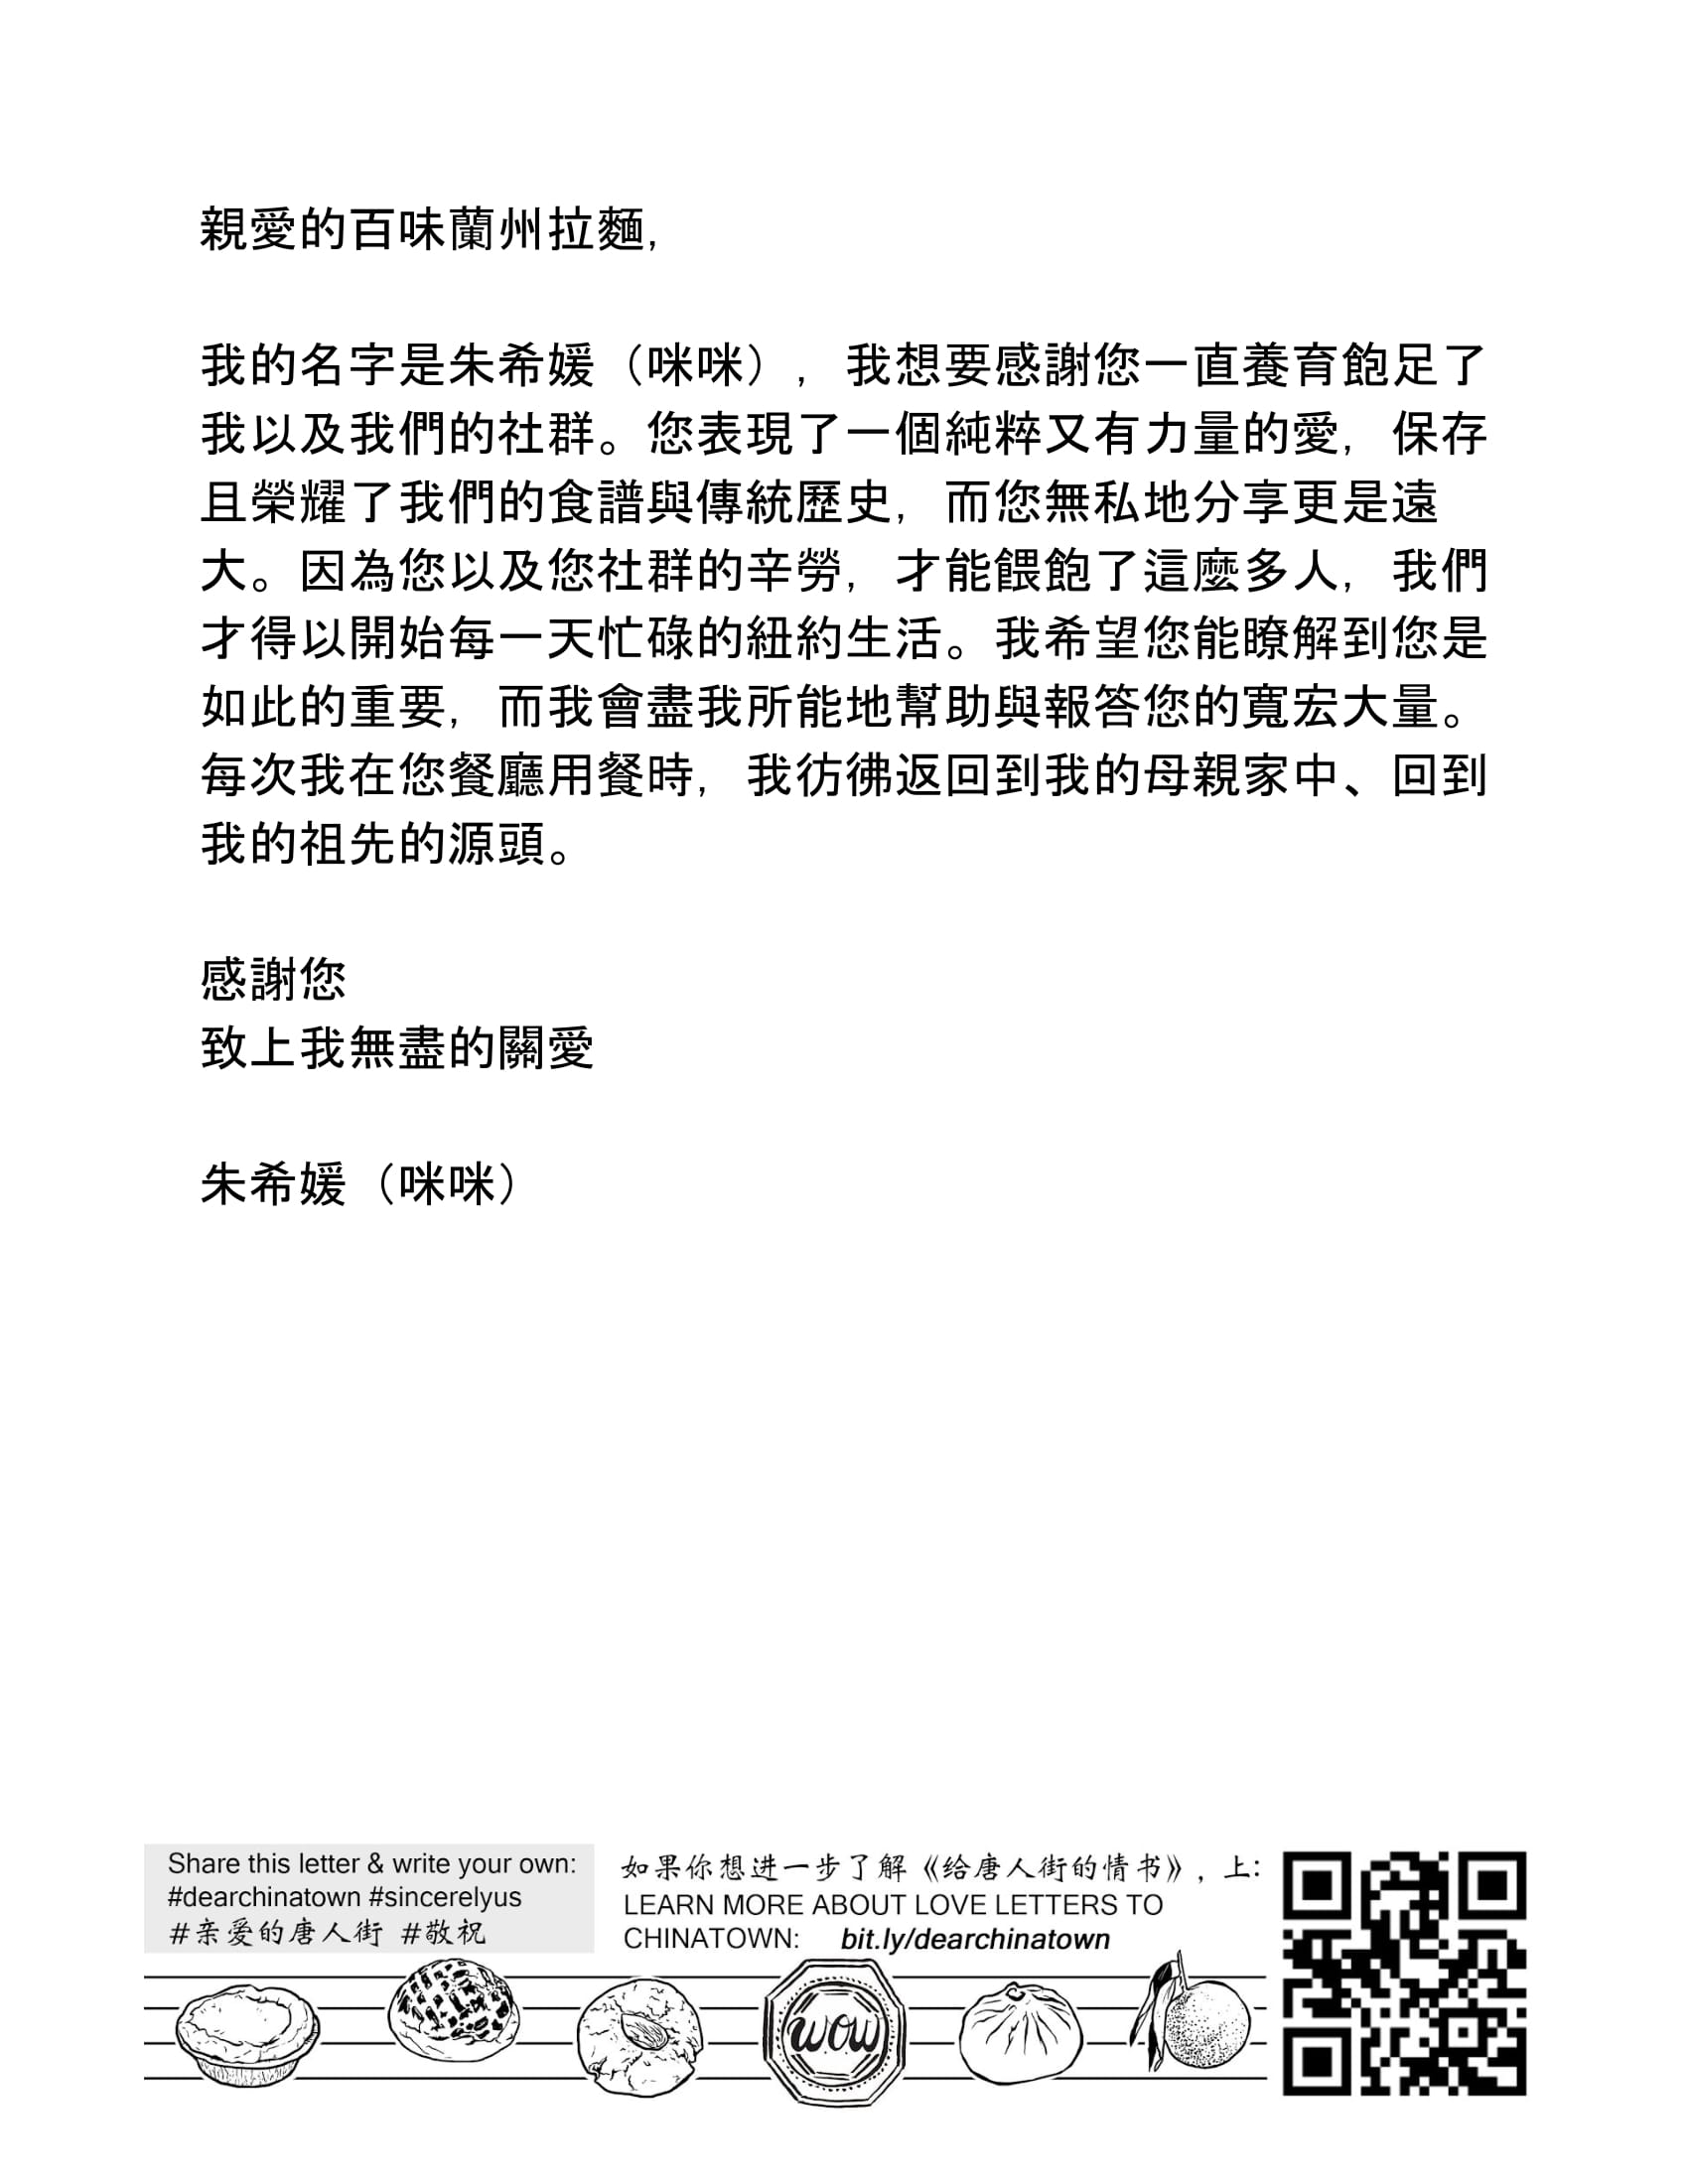 親愛的百味蘭州拉麵,
我的名字是朱希媛（咪咪），我想要感謝您一直養育飽足了
我以及我們的社群。您表現了一個純粹又有力量的愛，保存
且榮耀了我們的食譜與傳統歷史，而您無私地分享更是遠
大。因為您以及您社群的辛勞，才能餵飽了這麼多人，我們
才得以開始每一天忙碌的紐約生活。我希望您能瞭解到您是
如此的重要，而我會盡我所能地幫助與報答您的寬宏大量。
每次我在您餐廳用餐時，我彷彿返回到我的母親家中、回到
我的祖先的源頭。
感謝您
致上我無盡的關愛
朱希媛（咪咪）
Share this letter & write your own:
#dearchinatown #sincerelyus
#亲爱的唐人街 #敬祝
如果你想进一步了解《给唐人街的情书》, 上:
LEARN MORE ABOUT LOVE LETTERS TO
CHINATOWN: bit.ly/dearchinatown
W.O.W